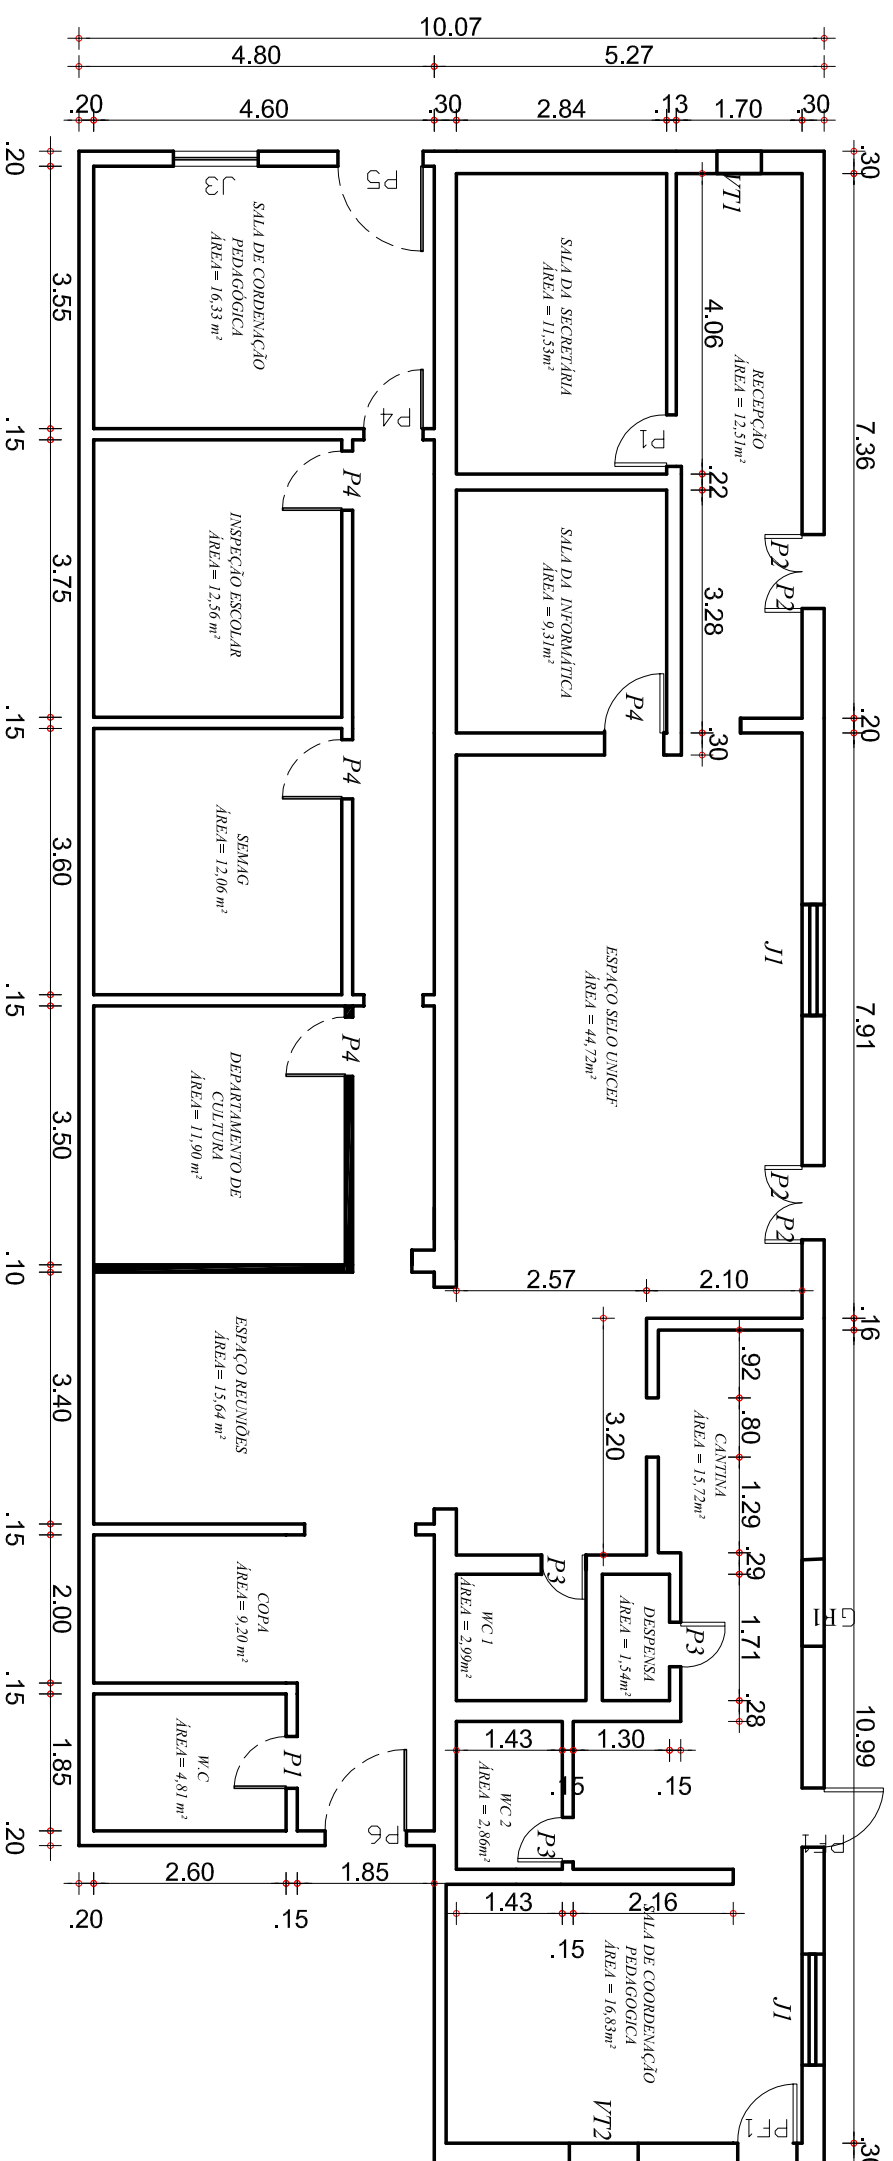 10.07
4.80
5.27
.20
4.60
.30
2.84
.13
1.70
.30
.20
3.55
.15
3.75
.15
3.60
.15
3.50
.10
3.40
.15
2.00
.15
1.85
.20
.30
7.36
.20
7.91
.16
10.99
.30
J3
P5
VT1
SALA DE CORDENAÇÃO
PEDAGÓGICA
ÁREA= 16,33 m²
SALA DA SECRETÁRIA
ÁREA = 11,53m²
4.06
RECEPÇÃO
ÁREA = 12,51m²
P4
P1
.22
P4
INSPEÇÃO ESCOLAR
ÁREA= 12,56 m²
SALA DA INFORMÁTICA
ÁREA = 9,31m²
3.28
P2
P2
P4
.30
P4
SEMAG
ÁREA= 12,06 m²
ESPAÇO SELO UNICEF
ÁREA = 44,72m²
J1
P4
DEPARTAMENTO DE
CULTURA
ÁREA= 11,90 m²
P2
P2
2.57
2.10
ESPAÇO REUNIÕES
ÁREA= 15,64 m²
3.20
.92
.80
1.29
.29
1.71
.28
CANTINA
ÁREA = 15,72m²
GR1
COPA
ÁREA= 9,20 m²
P3
WC 1
ÁREA = 2,99m²
DESPENSA
ÁREA = 1,54m²
P3
W.C
ÁREA= 4,81 m²
P1
P6
1.43
1.30
.15
.15
WC 2
ÁREA = 2,86m²
P3
PF1
2.60
1.85
.20
.15
1.43
2.16
.15
SALA DE COORDENAÇÃO
PEDAGOGICA
ÁREA = 16,83m²
J1
VT2
PF1